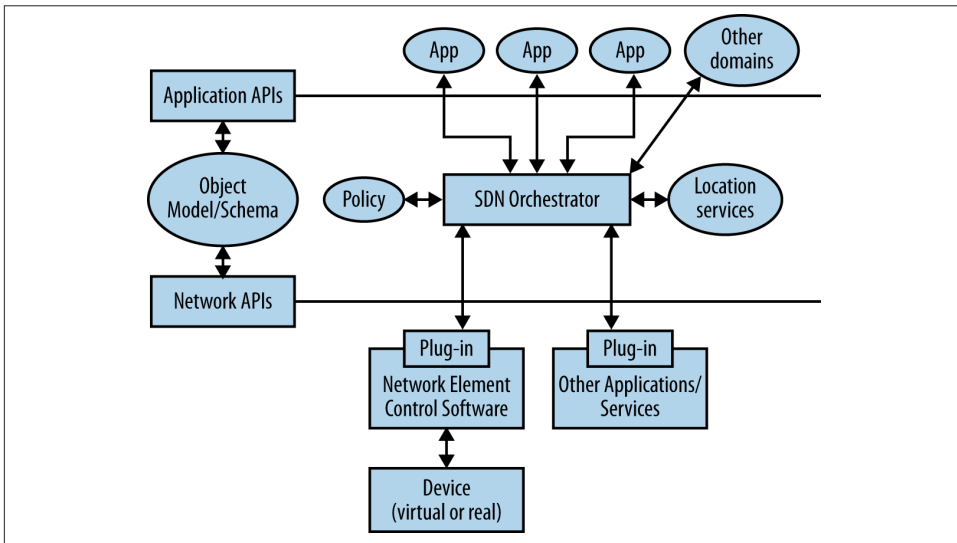 App
App
App
Other
domains
Application APIs
Object
Model/Schema
Policy
SDN Orchestrator
Location
services
Network APIs
Plug-in
Plug-in
Network Element
Control Software
Other Applications/
Services
Device
(virtual or real)